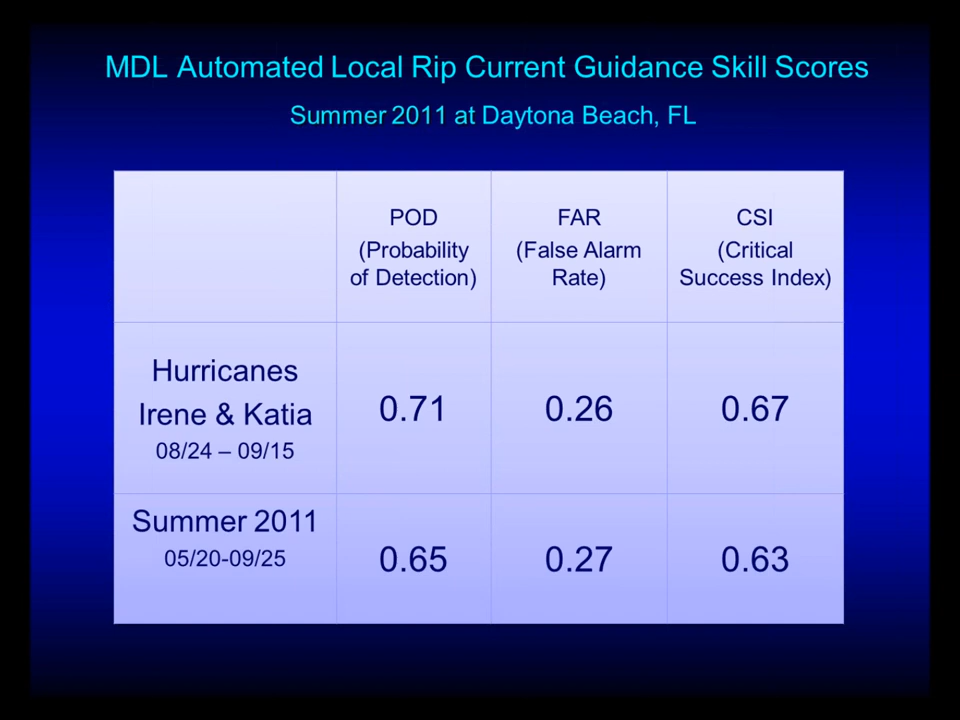 MDL Automated Local Rip Current Guidance Skill Scores
Summer 2011 at Daytona Beach, FL
POD
(Probability
of Detection)
FAR
(False Alarm
Rate)
CSI
(Critical
Success Index)
Hurricanes
Irene & Katia
08/24 – 09/15
0.71
0.26
0.67
Summer 2011
05/20-09/25
0.65
0.27
0.63